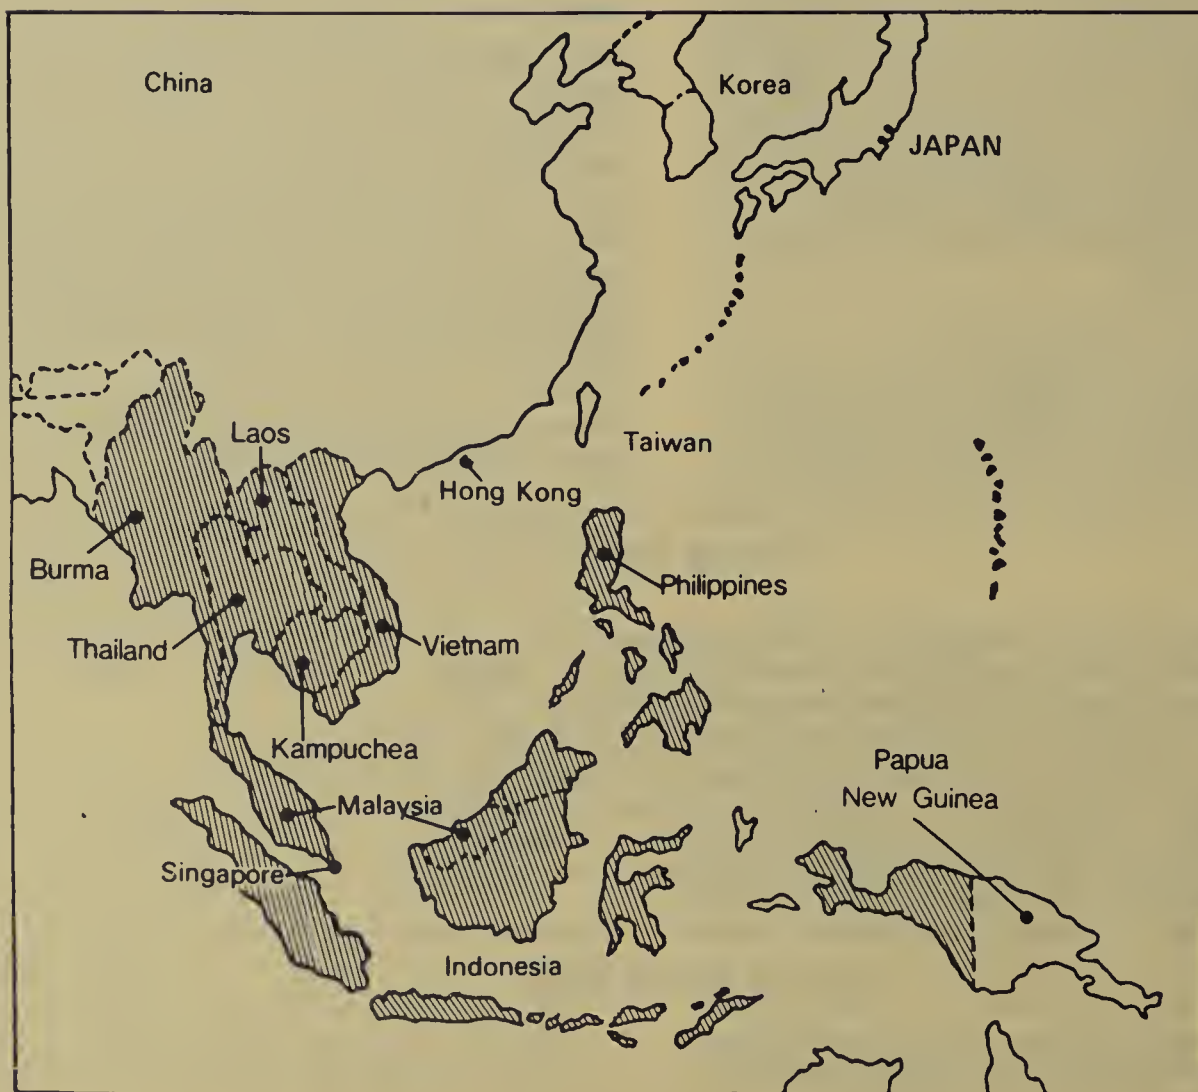 China
Korea
JAPAN
Laos
Taiwan
Hong Kong
Burma
Philippines
Thailand
Vietnam
Kampuchea
Papua
New Guinea
Malaysia
Singapore
Indonesia